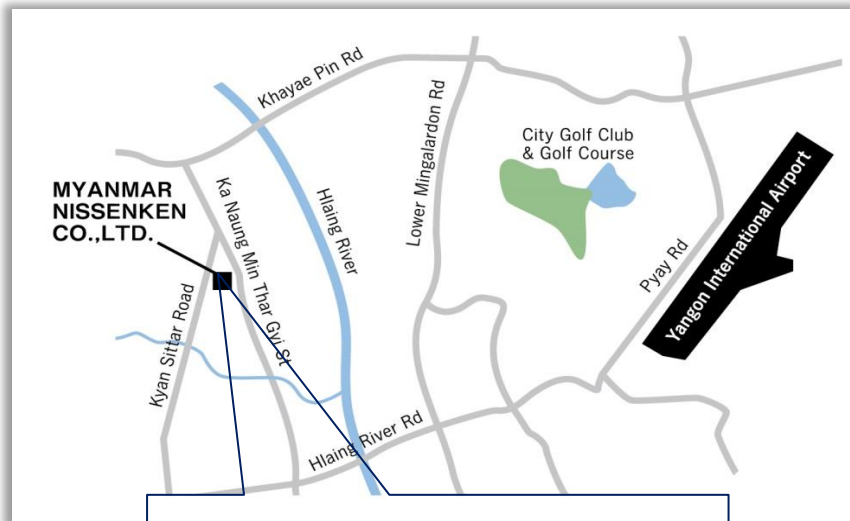 Khayae Pin Rd
Lower Mingalardon Rd
City Golf Club
& Golf Course
Yangon International Airport
MYANMAR
NISSENKEN
CO.,LTD.
Ka Naung Min Thar Gyi St
Hlaing River
Pyay Rd
Kyan Sittar Road
Hlaing River Rd